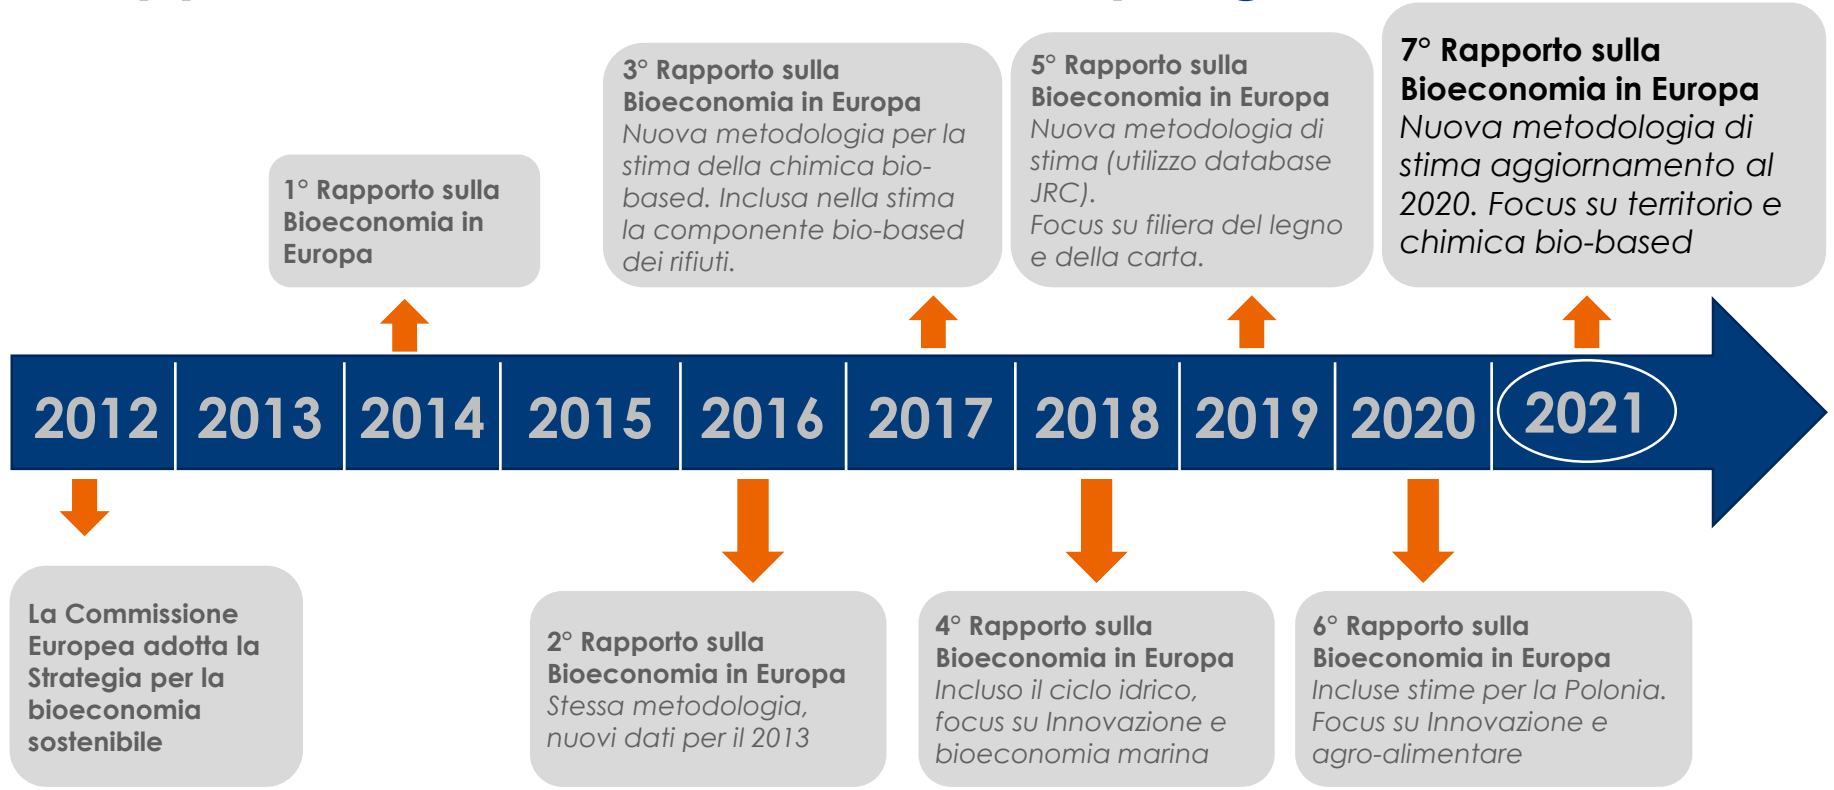 3° Rapporto sulla
Bioeconomia in Europa
Nuova metodologia per la
stima della chimica bio-
based. Inclusa nella stima
la componente bio-based
dei rifiuti.
5° Rapporto sulla
Bioeconomia in Europa
Nuova metodologia di
stima (utilizzo database
JRC).
Focus su filiera del legno
e della carta.
7° Rapporto sulla
Bioeconomia in Europa
Nuova metodologia di
stima aggiornamento al
2020. Focus su territorio e
chimica bio-based
1° Rapporto sulla
Bioeconomia in
Europa
2012 2013 2014 2015 2016 2017 2018 2019 2020 2021
La Commissione
Europea adotta la
Strategia per la
bioeconomia
sostenibile
2° Rapporto sulla
Bioeconomia in Europa
Stessa metodologia,
nuovi dati per il 2013
4° Rapporto sulla
Bioeconomia in Europa
Incluso il ciclo idrico,
focus su Innovazione e
bioeconomia marina
6° Rapporto sulla
Bioeconomia in Europa
Incluse stime per la Polonia.
Focus su Innovazione e
agro-alimentare